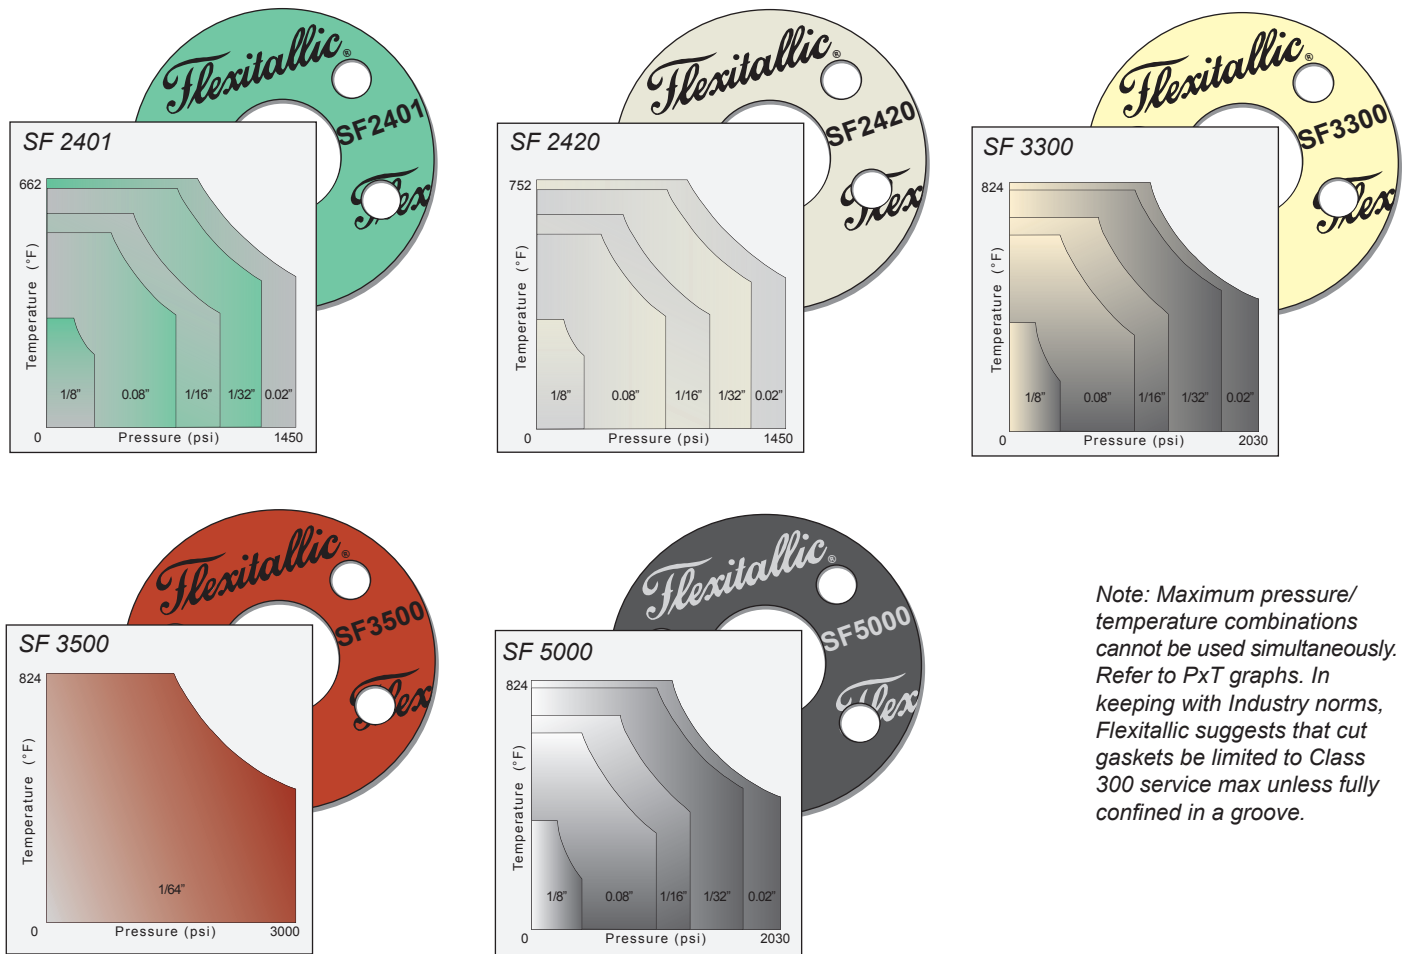 Flexitallic®
SF2401
Flex
SF 2401
662
Temperature (°F)
1/8”
0.08”
1/16”
1/32”
0.02”
0
Pressure (psi)
1450
Flexitallic®
SF2420
Flex
SF 2420
752
Temperature (°F)
1/8”
0.08”
1/16”
1/32”
0.02”
0
Pressure (psi)
1450
Flexitallic®
SF3300
Flex
SF 3300
824
Temperature (°F)
1/8”
0.08”
1/16”
1/32”
0.02”
0
Pressure (psi)
2030
Flexitallic®
SF3500
Flex
SF 3500
824
Temperature (°F)
1/64”
0
Pressure (psi)
3000
Flexitallic®
SF5000
Flex
SF 5000
824
Temperature (°F)
1/8”
0.08”
1/16”
1/32”
0.02”
0
Pressure (psi)
2030
Note: Maximum pressure/
temperature combinations
cannot be used simultaneously.
Refer to PxT graphs. In
keeping with Industry norms,
Flexitallic suggests that cut
gaskets be limited to Class
300 service max unless fully
confined in a groove.